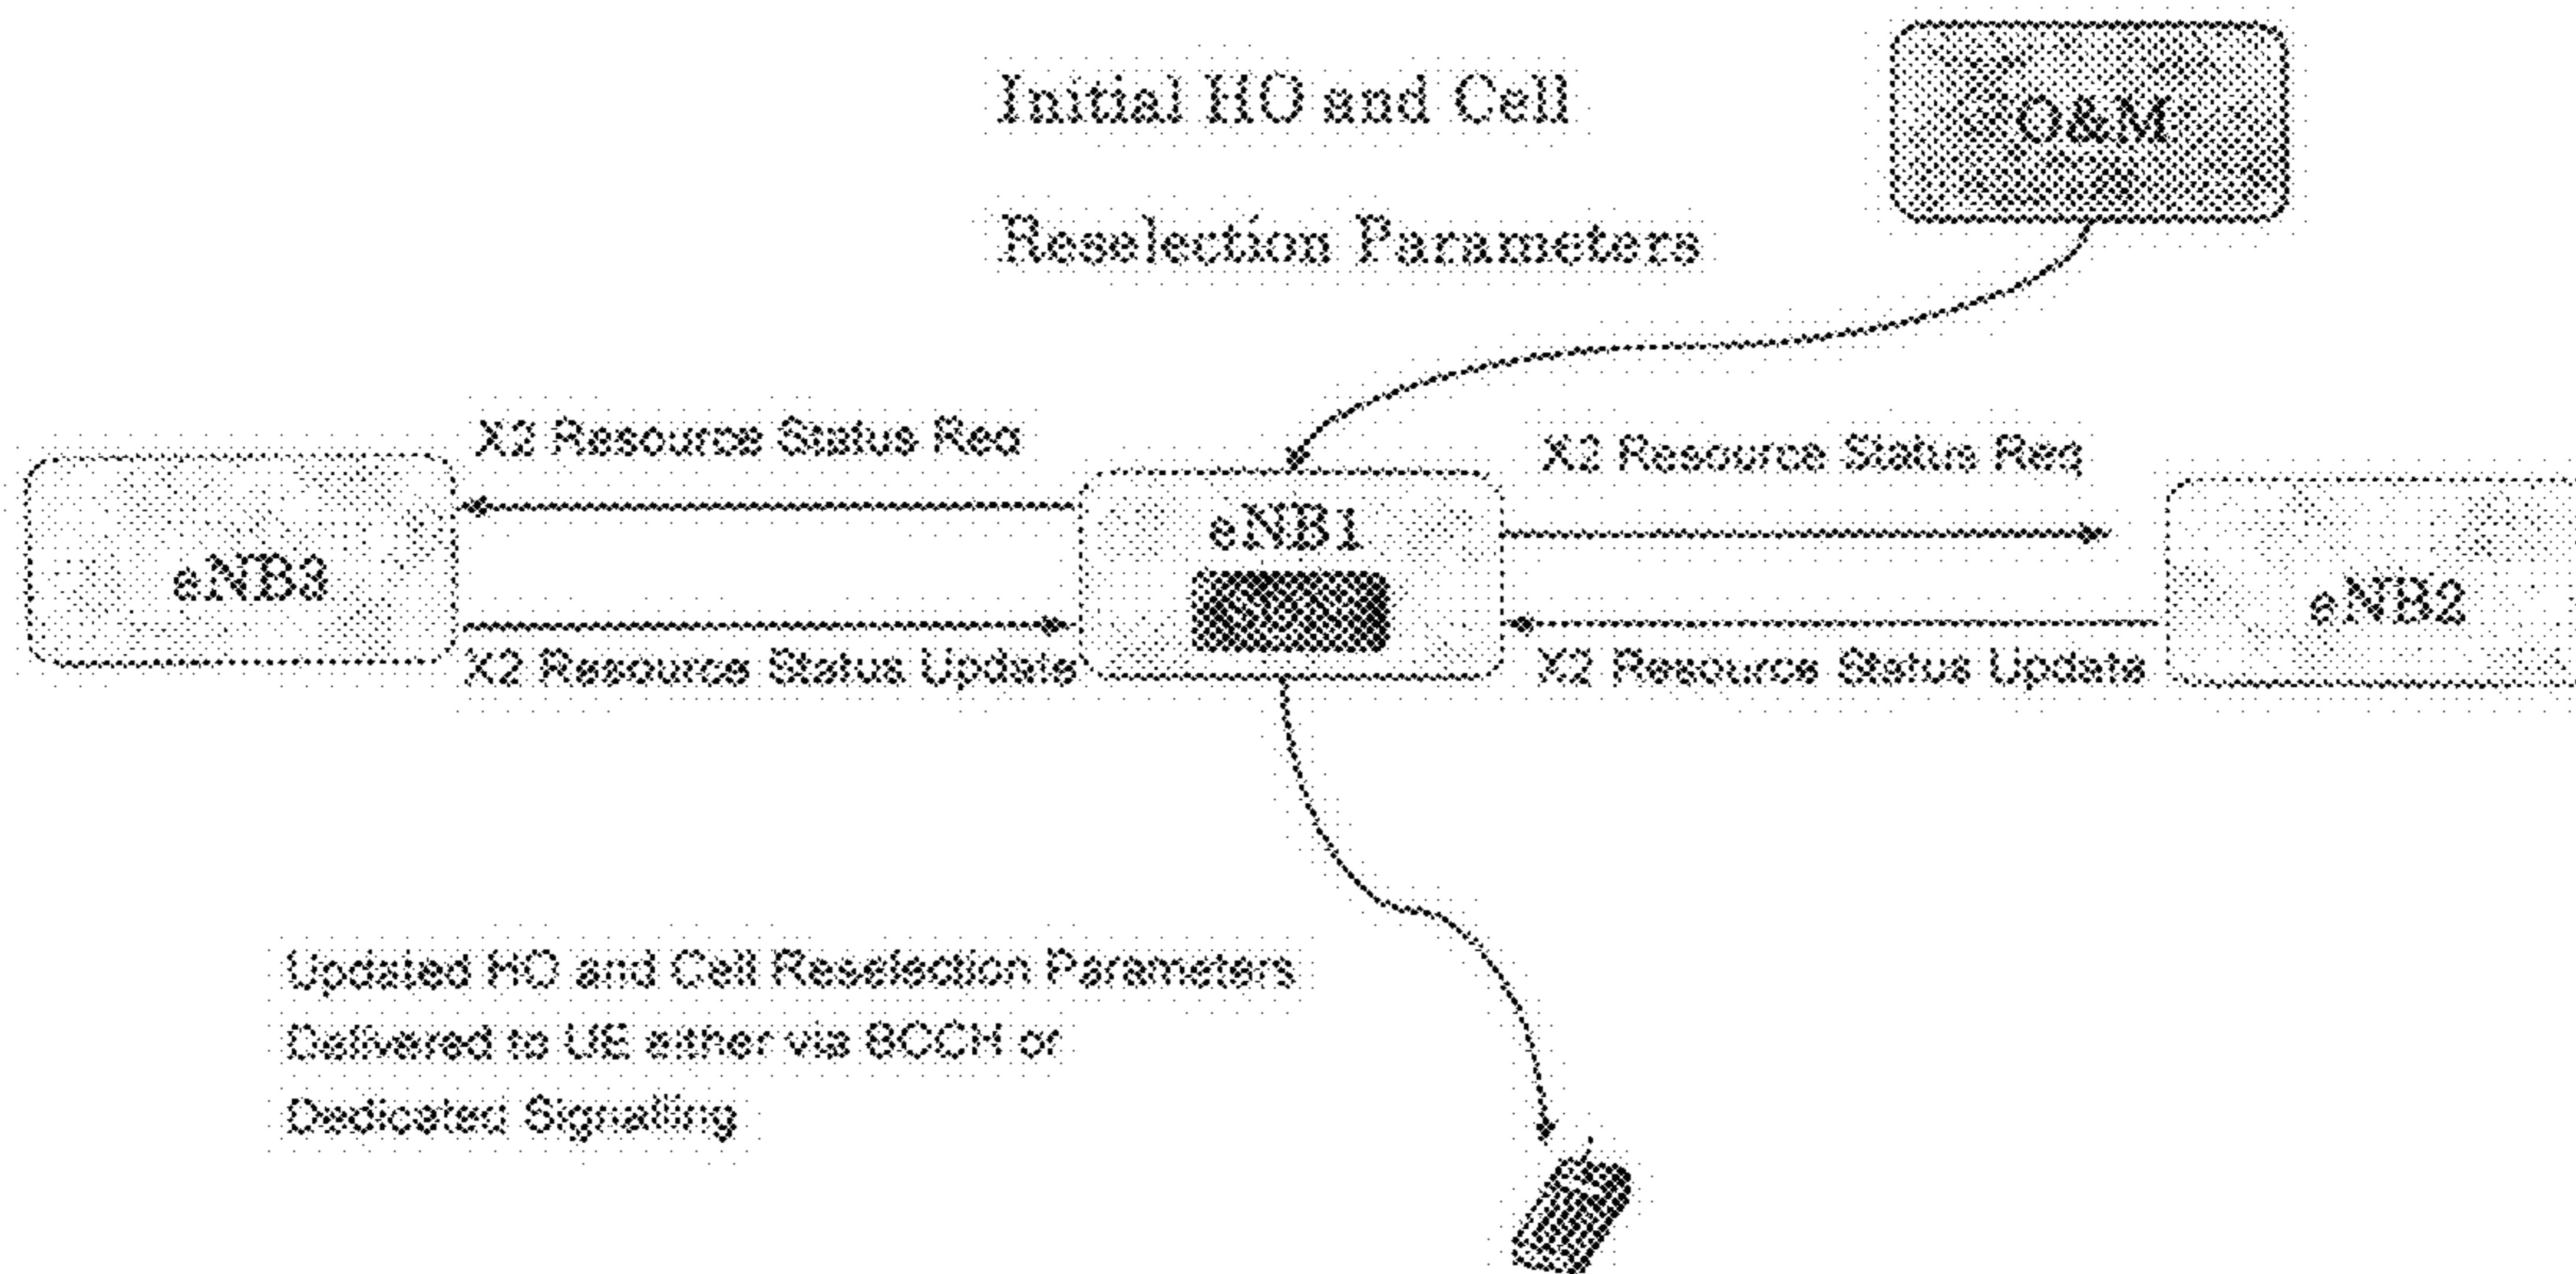 Initial HO and Cell
O&M
Reselection Parameters
X2 Resource Status Req
X2 Resource Status Req
eNB1
eNB3
eNB2
X2 Resource Status Update
X2 Resource Status Update
Updated HO and Cell Reselection Parameters
Delivered to UE either via BCCH or
Dedicated Signalling